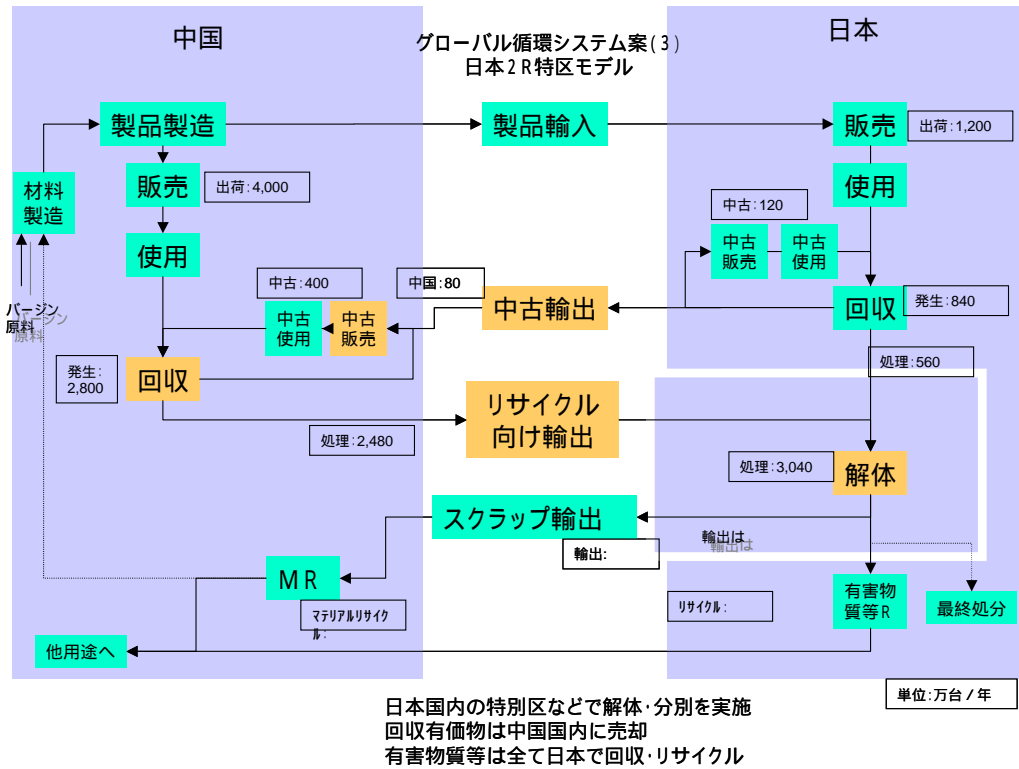 中国
グローバル循環システム案(3)
日本2R特区モデル
日本
製品製造
製品輸入
販売
出荷:1,200
材料
製造
販売
出荷:4,000
使用
使用
中古:120
中古
販売
中古
使用
バージン
原料
中古:400
中国:80
中古輸出
回収
発生:840
中古
使用
中古
販売
発生:
2,800
回収
処理:560
リサイクル
向け輸出
処理:2,480
処理:3,040
解体
スクラップ輸出
輸出は
輸出:
MR
マテリアルリサイク
ル:
リサイクル:
有害物
質等R
最終処分
他用途へ
単位:万台/年
日本国内の特別区などで解体・分別を実施
回収有価物は中国国内に売却
有害物質等は全て日本で回収・リサイクル